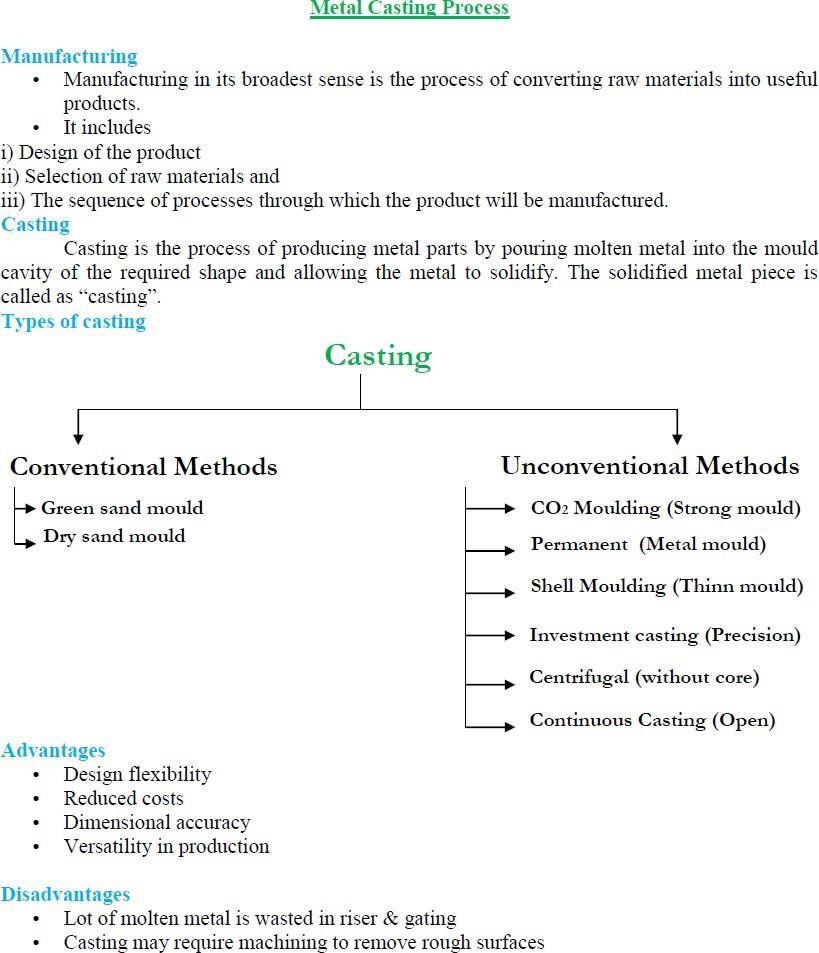 Metal Casting Process
Manufacturing
• Manufacturing in its broadest sense is the process of converting raw materials into useful
products.
• It includes
i) Design of the product
ii) Selection of raw materials and
iii) The sequence of processes through which the product will be manufactured.
Casting
Casting is the process of producing metal parts by pouring molten metal into the mould
cavity of the required shape and allowing the metal to solidify. The solidified metal piece is
called as “casting”.
Types of casting
Casting
Conventional Methods
Green sand mould
Dry sand mould
Unconventional Methods
CO2 Moulding (Strong mould)
Permanent (Metal mould)
Shell Moulding (Thinn mould)
Investment casting (Precision)
Centrifugal (without core)
Continuous Casting (Open)
Advantages
• Design flexibility
• Reduced costs
• Dimensional accuracy
• Versatility in production
Disadvantages
• Lot of molten metal is wasted in riser & gating
• Casting may require machining to remove rough surfaces